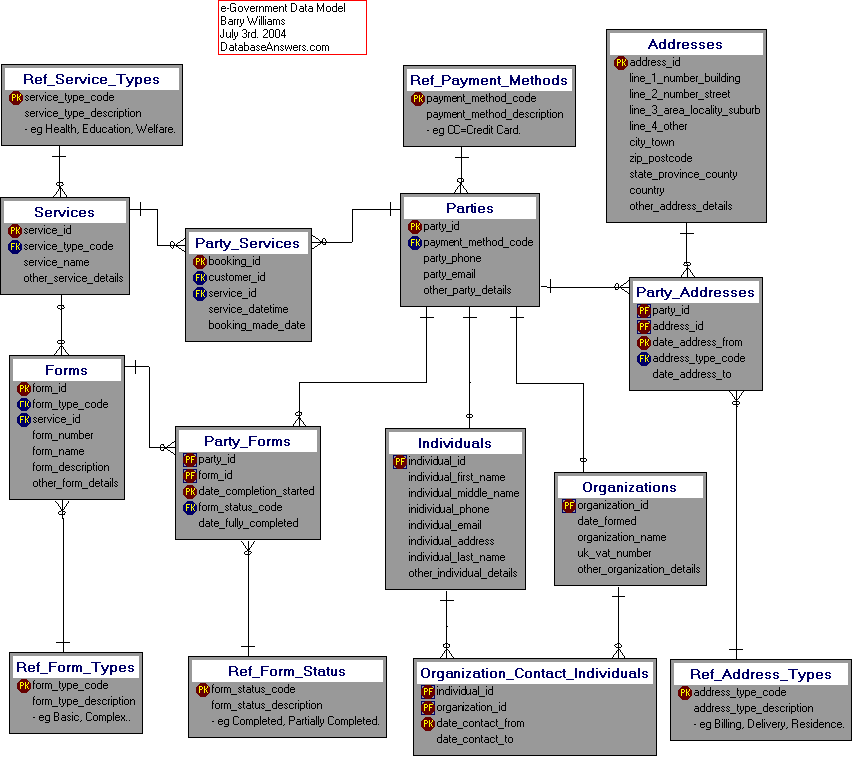 e-Government Data Model
Barry Williams
July 3rd. 2004
DatabaseAnswers.com
Ref_Service_Types
PK service_type_code
service_type_description
- eg Health, Education, Welfare.
Ref_Payment_Methods
PK payment_method_code
payment_method_description
- eg CC=Credit Card.
Addresses
PK address_id
line_1_number_building
line_2_number_street
line_3_area_locality_suburb
line_4_other
city_town
zip_postcode
state_province_county
country
other_address_details
Services
PK service_id
FK service_type_code
service_name
other_service_details
Party_Services
PK booking_id
FK customer_id
FK service_id
service_datetime
booking_made_date
Parties
PK party_id
FK payment_method_code
party_phone
party_email
other_party_details
Party_Addresses
PF party_id
PF address_id
PK date_address_from
FK address_type_code
date_address_to
Forms
PK form_id
FK form_type_code
FK service_id
form_number
form_name
form_description
other_form_details
Party_Forms
PF party_id
PF form_id
PK date_completion_started
FK form_status_code
date_fully_completed
Individuals
PF individual_id
individual_first_name
individual_middle_name
inidividual_phone
individual_email
individual_address
individual_last_name
other_individual_details
Organizations
PF organization_id
date_formed
organization_name
uk_vat_number
other_organization_details
Ref_Form_Types
PK form_type_code
form_type_description
- eg Basic, Complex..
Ref_Form_Status
PK form_status_code
form_status_description
- eg Completed, Partially Completed.
Organization_Contact_Individuals
PF individual_id
PF organization_id
PK date_contact_from
date_contact_to
Ref_Address_Types
PK address_type_code
address_type_description
- eg Billing, Delivery, Residence.